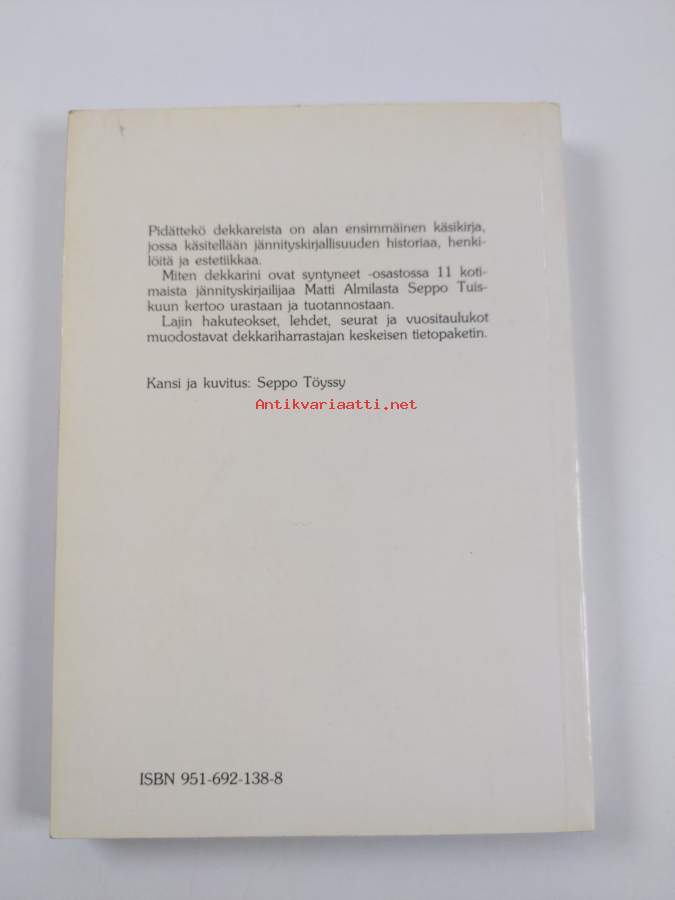 Pidättekö dekkareista on alan ensimmäinen käsikirja,
jossa käsitellään jännityskirjallisuuden historiaa, henki-
löitä ja estetiikkaa.
Miten dekkarini ovat syntyneet -osastossa 11 koti-
maista jännityskirjailijaa Matti Almilasta Seppo Tuis-
kuun kertoo urastaan ja tuotannostaan.
Lajin hakuteokset, lehdet, seurat ja vuositaulukot
muodostavat dekkariharrastajan keskeisen tietopaketin.
Kansi ja kuvitus: Seppo Töyssy
Antikvariaatti.net
ISBN 951-692-138-8